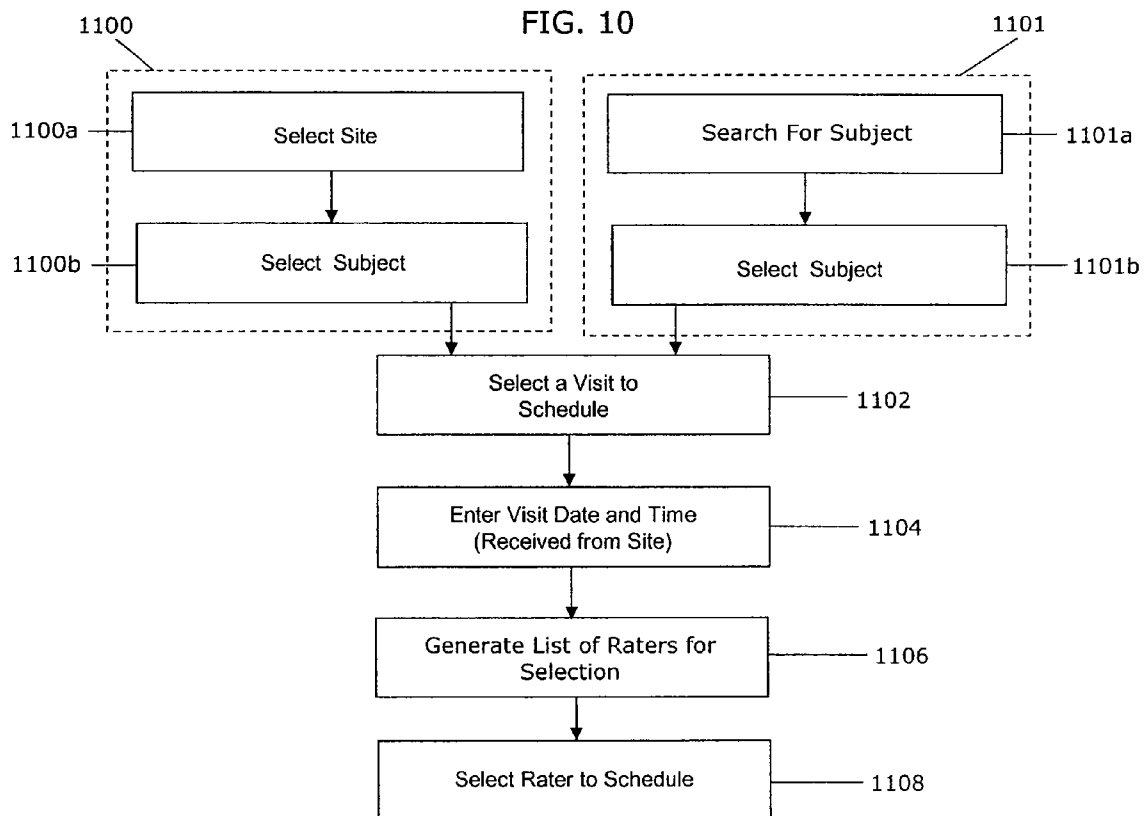 FIG. 10
1100
1101
1100a
Select Site
Search For Subject
1101a
1100b
Select Subject
Select Subject
1101b
Select a Visit to
Schedule
1102
Enter Visit Date and Time
(Received from Site)
1104
Generate List of Raters for
Selection
1106
Select Rater to Schedule
1108